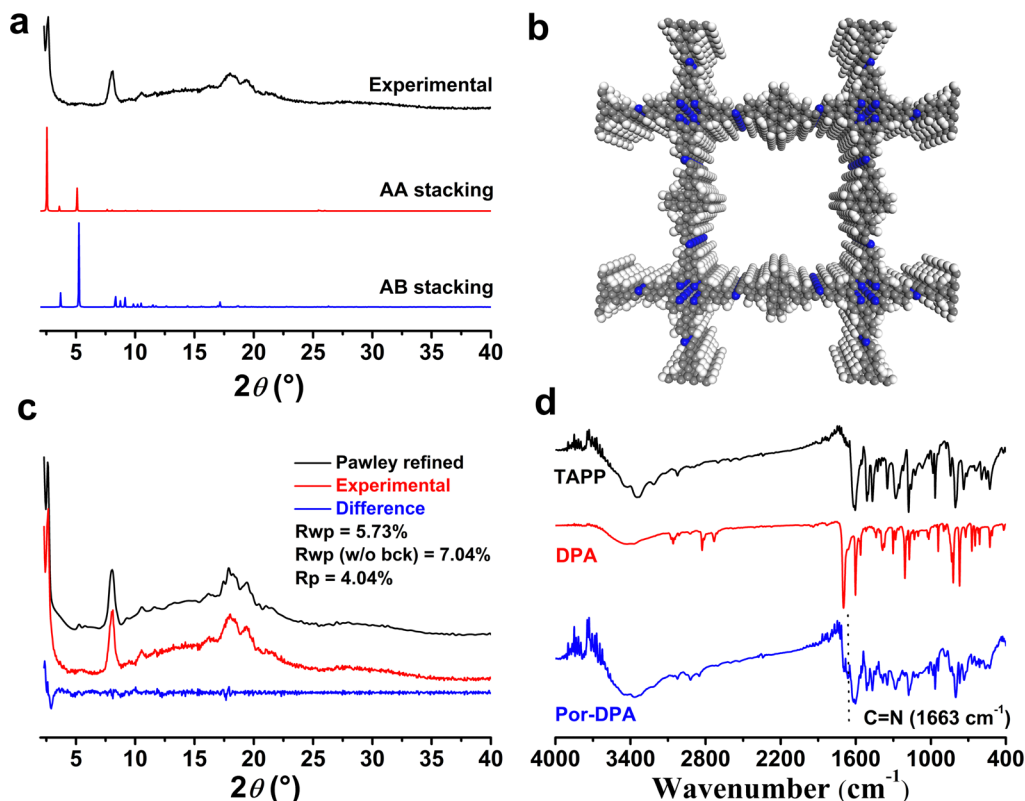 a
Experimental
AA stacking
AB stacking
5 10 15 20 25 30 35 40
2θ (°)
b
c
Pawley refined
Experimental
Difference
Rwp = 5.73%
Rwp (w/o bck) = 7.04%
Rp = 4.04%
5 10 15 20 25 30 35 40
2θ (°)
d
TAPP
DPA
Por-DPA
C=N (1663 cm⁻¹)
4000 3400 2800 2200 1600 1000 400
Wavenumber (cm⁻¹)